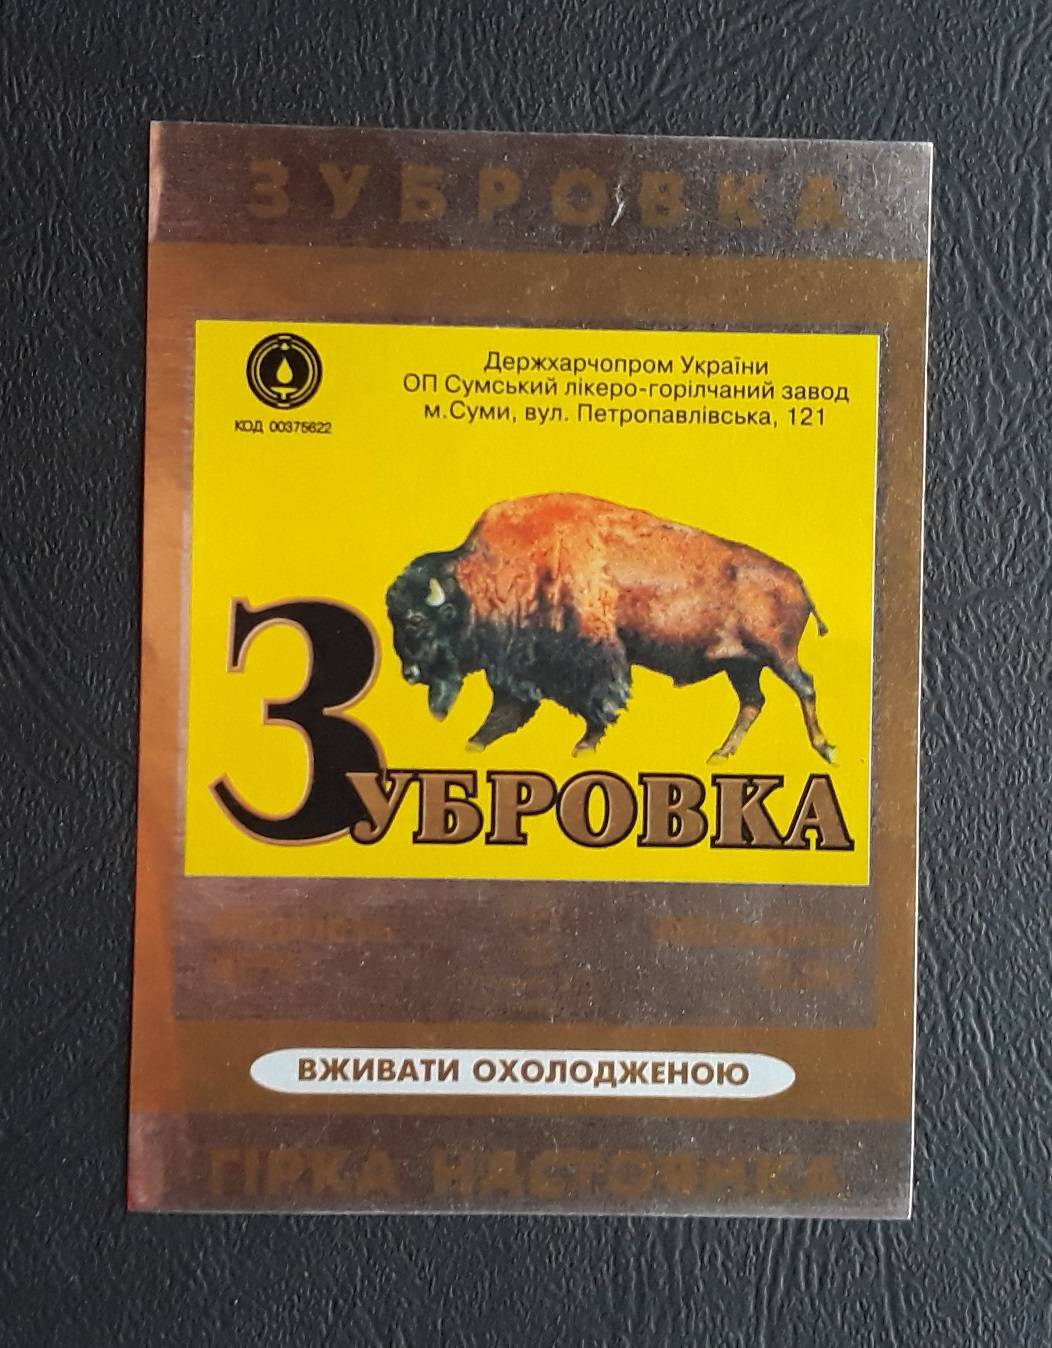 ЗУБРОВКА
Держхарчопром України
ОП Сумський лікеро-горілчаний завод
м.Суми, вул. Петропавлівська, 121
КОД 00375622
ЗУБРОВКА
ВЖИВАТИ ОХОЛОДЖЕНОЮ
ГІРКА НАСТОЯНКА